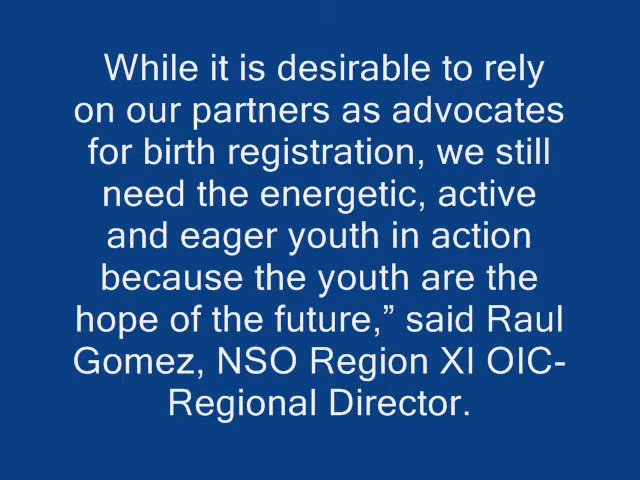 While it is desirable to rely
on our partners as advocates
for birth registration, we still
need the energetic, active
and eager youth in action
because the youth are the
hope of the future,” said Raul
Gomez, NSO Region XI OIC-
Regional Director.